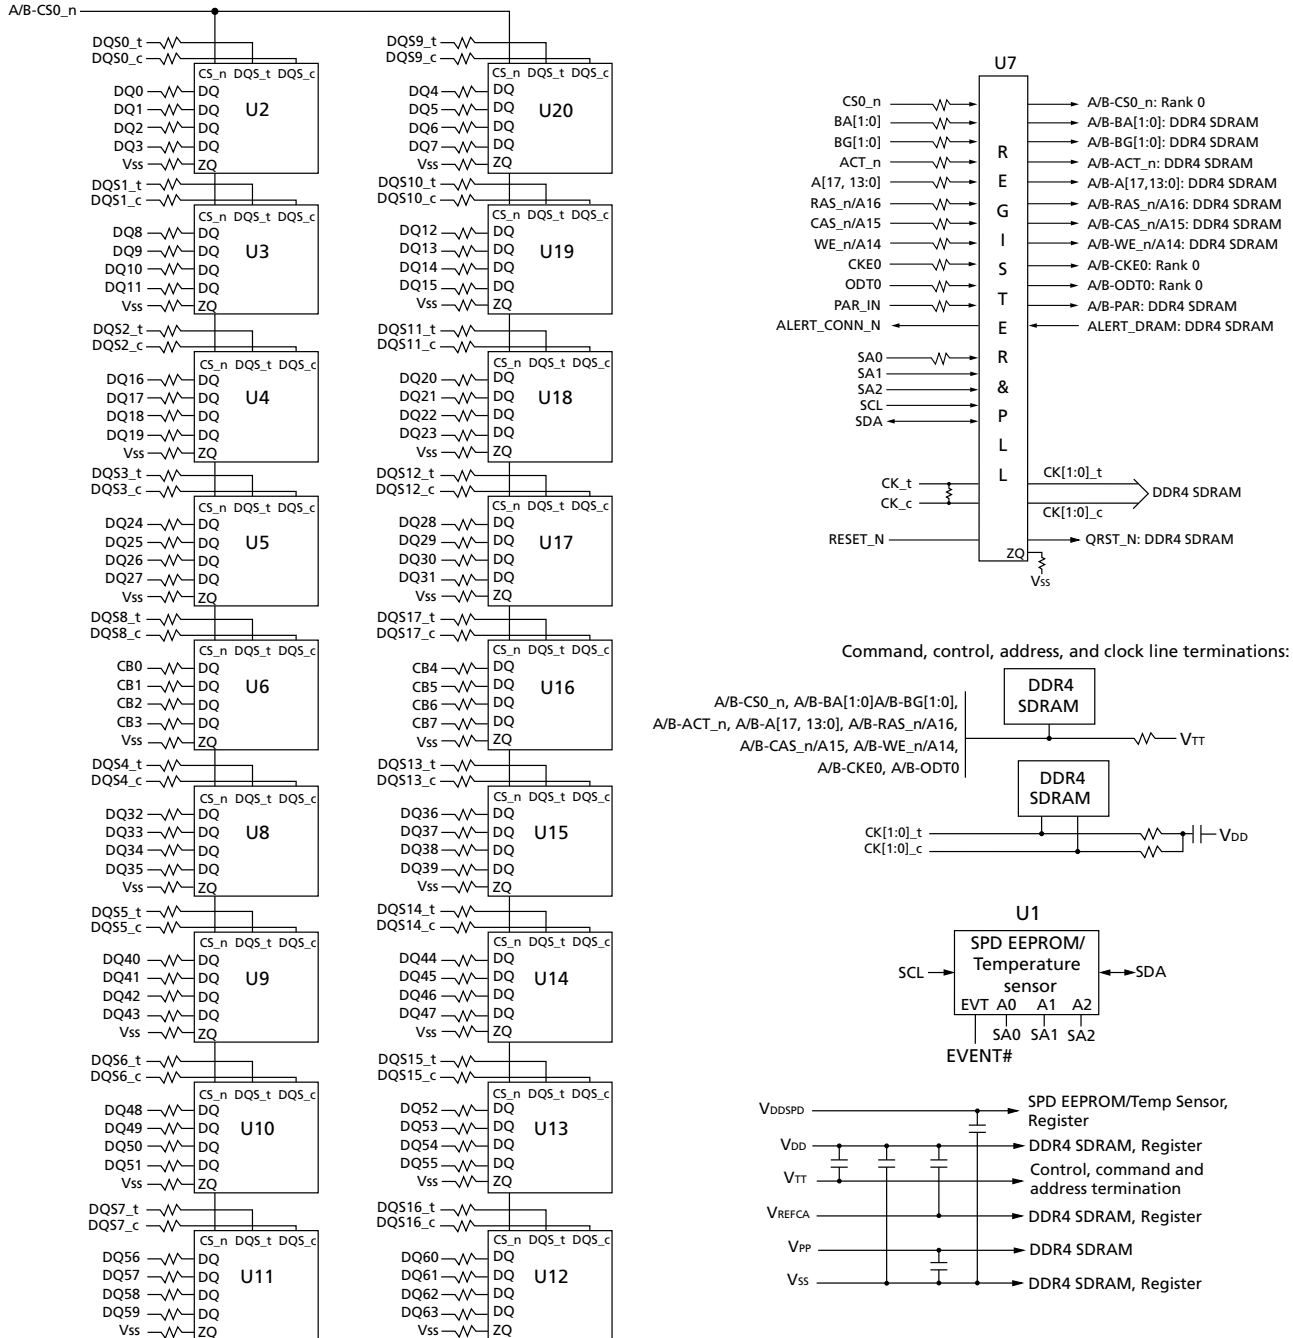 A/B-CS0_n
DQS0_t
DQS0_c
CS_n DQS_t DQS_c
DQ0 DQ
DQ1 DQ
DQ2 DQ
DQ3 DQ
Vss ZQ
U2
DQS1_t
DQS1_c
CS_n DQS_t DQS_c
DQ8 DQ
DQ9 DQ
DQ10 DQ
DQ11 DQ
Vss ZQ
U3
DQS2_t
DQS2_c
CS_n DQS_t DQS_c
DQ16 DQ
DQ17 DQ
DQ18 DQ
DQ19 DQ
Vss ZQ
U4
DQS3_t
DQS3_c
CS_n DQS_t DQS_c
DQ24 DQ
DQ25 DQ
DQ26 DQ
DQ27 DQ
Vss ZQ
U5
DQS8_t
DQS8_c
CS_n DQS_t DQS_c
CB0 DQ
CB1 DQ
CB2 DQ
CB3 DQ
Vss ZQ
U6
DQS4_t
DQS4_c
CS_n DQS_t DQS_c
DQ32 DQ
DQ33 DQ
DQ34 DQ
DQ35 DQ
Vss ZQ
U8
DQS5_t
DQS5_c
CS_n DQS_t DQS_c
DQ40 DQ
DQ41 DQ
DQ42 DQ
DQ43 DQ
Vss ZQ
U9
DQS6_t
DQS6_c
CS_n DQS_t DQS_c
DQ48 DQ
DQ49 DQ
DQ50 DQ
DQ51 DQ
Vss ZQ
U10
DQS7_t
DQS7_c
CS_n DQS_t DQS_c
DQ56 DQ
DQ57 DQ
DQ58 DQ
DQ59 DQ
Vss ZQ
U11
DQS9_t
DQS9_c
CS_n DQS_t DQS_c
DQ4 DQ
DQ5 DQ
DQ6 DQ
DQ7 DQ
Vss ZQ
U20
DQS10_t
DQS10_c
CS_n DQS_t DQS_c
DQ12 DQ
DQ13 DQ
DQ14 DQ
DQ15 DQ
Vss ZQ
U19
DQS11_t
DQS11_c
CS_n DQS_t DQS_c
DQ20 DQ
DQ21 DQ
DQ22 DQ
DQ23 DQ
Vss ZQ
U18
DQS12_t
DQS12_c
CS_n DQS_t DQS_c
DQ28 DQ
DQ29 DQ
DQ30 DQ
DQ31 DQ
Vss ZQ
U17
DQS17_t
DQS17_c
CS_n DQS_t DQS_c
CB4 DQ
CB5 DQ
CB6 DQ
CB7 DQ
Vss ZQ
U16
DQS13_t
DQS13_c
CS_n DQS_t DQS_c
DQ36 DQ
DQ37 DQ
DQ38 DQ
DQ39 DQ
Vss ZQ
U15
DQS14_t
DQS14_c
CS_n DQS_t DQS_c
DQ44 DQ
DQ45 DQ
DQ46 DQ
DQ47 DQ
Vss ZQ
U14
DQS15_t
DQS15_c
CS_n DQS_t DQS_c
DQ52 DQ
DQ53 DQ
DQ54 DQ
DQ55 DQ
Vss ZQ
U13
DQS16_t
DQS16_c
CS_n DQS_t DQS_c
DQ60 DQ
DQ61 DQ
DQ62 DQ
DQ63 DQ
Vss ZQ
U12
U7
REGISTER & PLL
CS0_n A/B-CS0_n: Rank 0
BA[1:0] A/B-BA[1:0]: DDR4 SDRAM
BG[1:0] A/B-BG[1:0]: DDR4 SDRAM
ACT_n A/B-ACT_n: DDR4 SDRAM
A[17, 13:0] A/B-A[17,13:0]: DDR4 SDRAM
RAS_n/A16 A/B-RAS_n/A16: DDR4 SDRAM
CAS_n/A15 A/B-CAS_n/A15: DDR4 SDRAM
WE_n/A14 A/B-WE_n/A14: DDR4 SDRAM
CKE0 A/B-CKE0: Rank 0
ODT0 A/B-ODT0: Rank 0
PAR_IN A/B-PAR: DDR4 SDRAM
ALERT_CONN_N ALERT_DRAM: DDR4 SDRAM
SA0
SA1
SA2
SCL
SDA
CK_t CK[1:0]_t
DDR4 SDRAM
CK_c CK[1:0]_c
RESET_N QRST_N: DDR4 SDRAM
ZQ
VSS
Command, control, address, and clock line terminations:
DDR4
SDRAM
A/B-CS0_n, A/B-BA[1:0]A/B-BG[1:0],
A/B-ACT_n, A/B-A[17, 13:0], A/B-RAS_n/A16,
A/B-CAS_n/A15, A/B-WE_n/A14,
A/B-CKE0, A/B-ODT0
VTT
DDR4
SDRAM
CK[1:0]_t
CK[1:0]_c
VDD
U1
SPD EEPROM/
Temperature
sensor
SCL SDA
EVT A0 A1 A2
SA0 SA1 SA2
EVENT#
VDDSPD SPD EEPROM/Temp Sensor,
Register
VDD DDR4 SDRAM, Register
VTT Control, command and
address termination
VREFCA DDR4 SDRAM, Register
VPP DDR4 SDRAM
VSS DDR4 SDRAM, Register